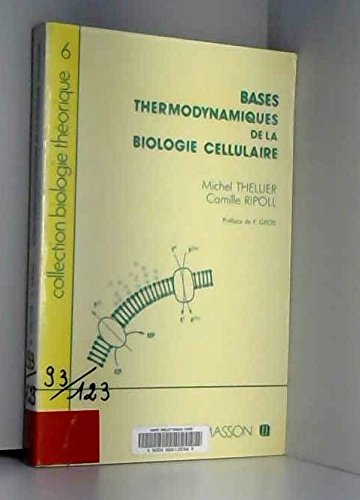 6
collection biologie théorique
BASES
THERMODYNAMIQUES
DE LA
BIOLOGIE CELLULAIRE
Michel THELLIER
Camille RIPOLL
Préface de
93/123
MASSON